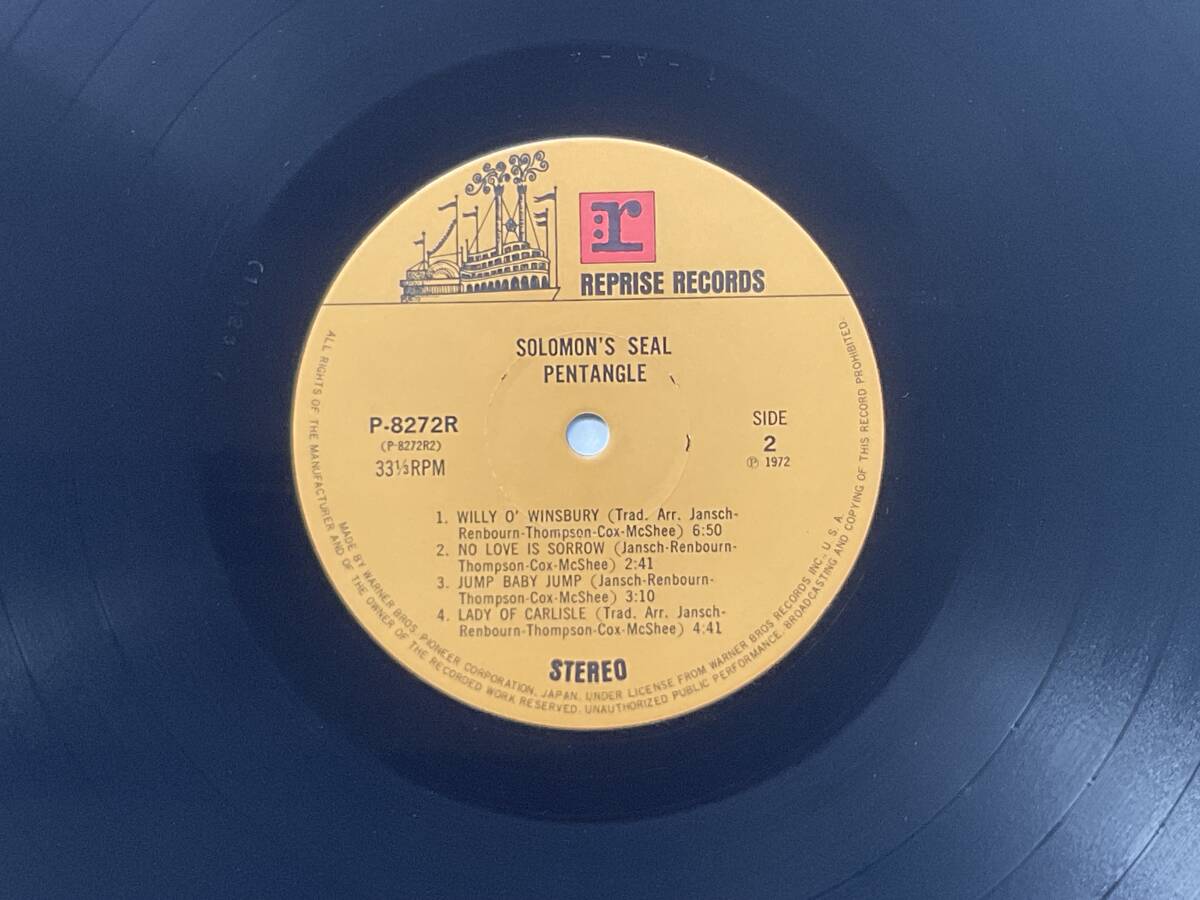 r
REPRISE RECORDS
SOLOMON'S SEAL
PENTANGLE
P-8272R
(P-8272R2)
33⅓RPM
SIDE
2
Ⓟ 1972
1. WILLY O' WINSBURY (Trad. Arr. Jansch-
Renbourn-Thompson-Cox-McShee) 6:50
2. NO LOVE IS SORROW (Jansch-Renbourn-
Thompson-Cox-McShee) 2:41
3. JUMP BABY JUMP (Jansch-Renbourn-
Thompson-Cox-McShee) 3:10
4. LADY OF CARLISLE (Trad. Arr. Jansch-
Renbourn-Thompson-Cox-McShee) 4:41
STEREO
MADE BY WARNER BROS. PIONEER CORPORATION, JAPAN, UNDER LICENSE FROM WARNER BROS RECORDS INC., U.S.A.
ALL RIGHTS OF THE MANUFACTURER AND OF THE OWNER OF THE RECORDED WORK RESERVED. UNAUTHORIZED PUBLIC PERFORMANCE, BROADCASTING AND COPYING OF THIS RECORD PROHIBITED.